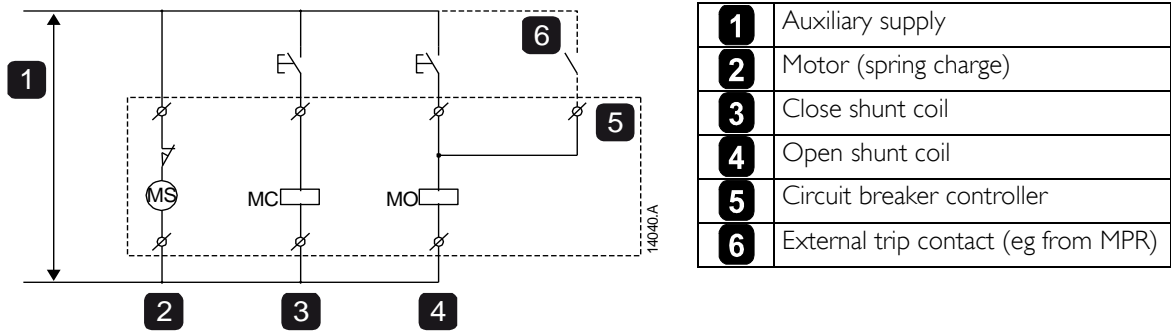 6
1
5
MS
MC
MO
14040.A
2 3 4
1 Auxiliary supply
2 Motor (spring charge)
3 Close shunt coil
4 Open shunt coil
5 Circuit breaker controller
6 External trip contact (eg from MPR)